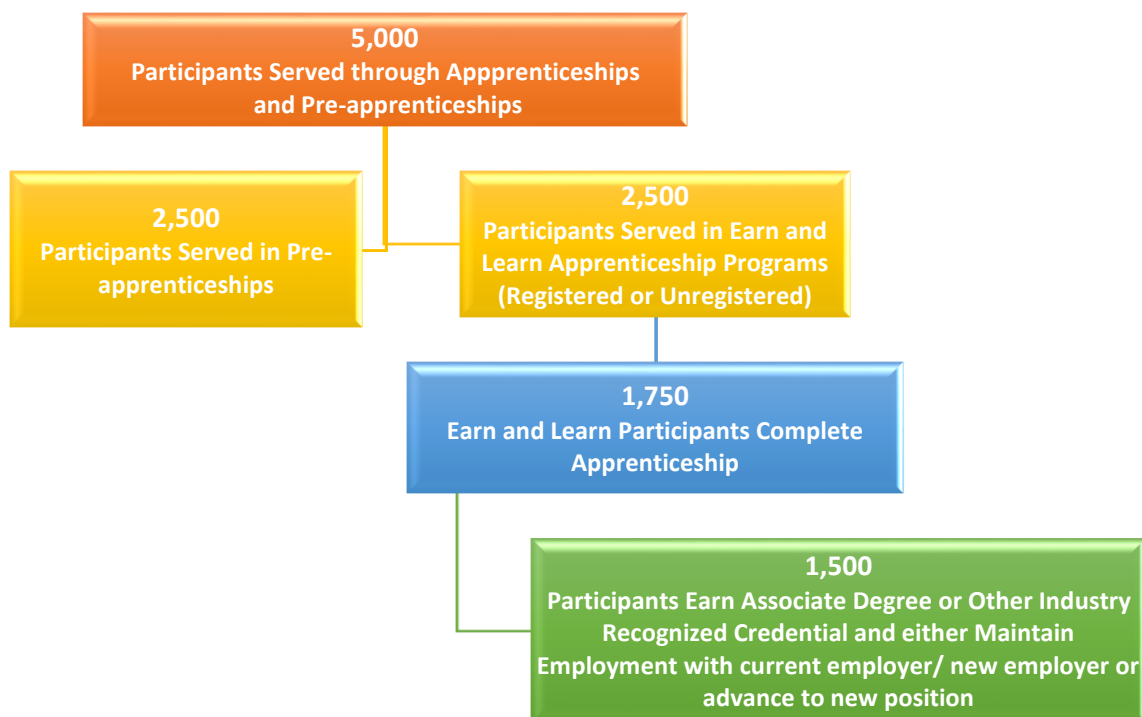 5,000
Participants Served through Appprenticeships
and Pre-apprenticeships
2,500
Participants Served in Pre-
apprenticeships
2,500
Participants Served in Earn and
Learn Apprenticeship Programs
(Registered or Unregistered)
1,750
Earn and Learn Participants Complete
Apprenticeship
1,500
Participants Earn Associate Degree or Other Industry
Recognized Credential and either Maintain
Employment with current employer/ new employer or
advance to new position